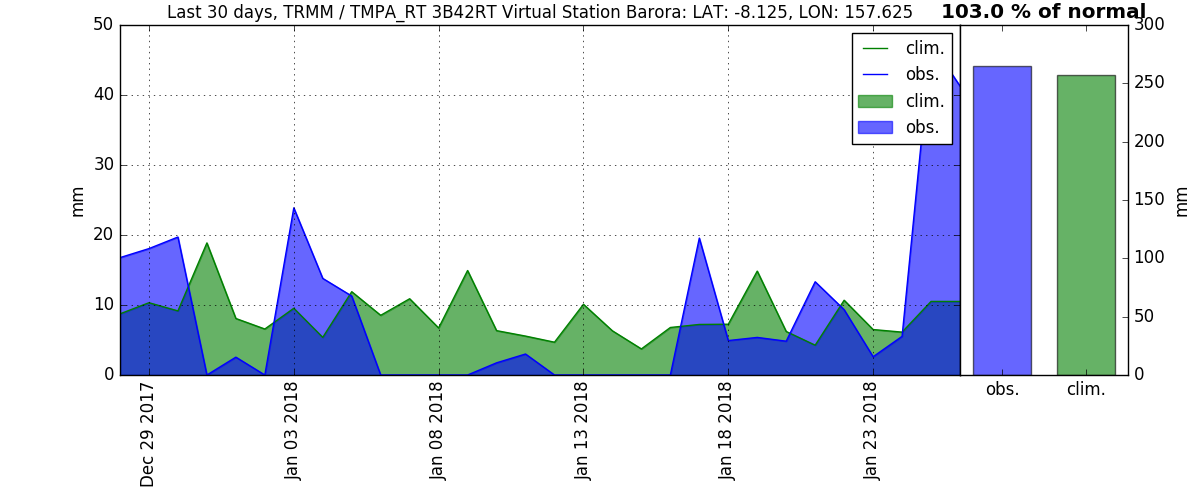 Last 30 days, TRMM / TMPA_RT 3B42RT Virtual Station Barora: LAT: -8.125, LON: 157.625
103.0 % of normal
50
40
30
20
10
0
mm
clim.
obs.
clim.
obs.
300
250
200
150
100
50
0
mm
Dec 29 2017
Jan 03 2018
Jan 08 2018
Jan 13 2018
Jan 18 2018
Jan 23 2018
obs.
clim.